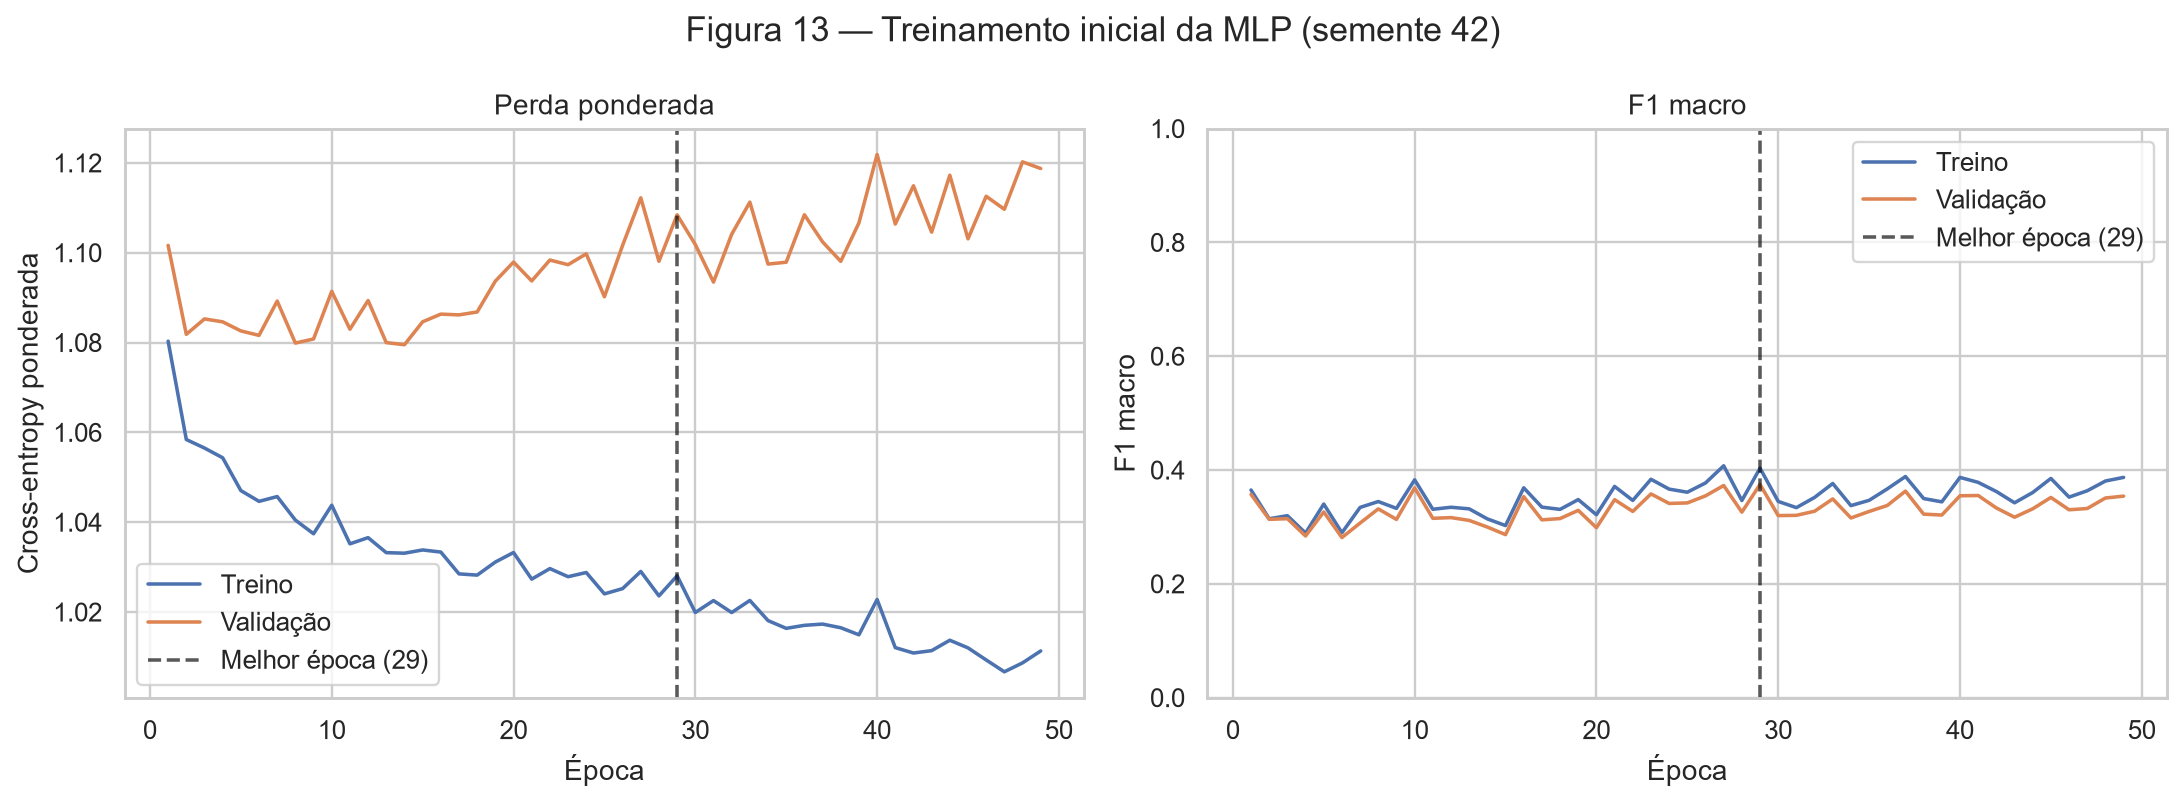 Figura 13 — Treinamento inicial da MLP (semente 42)
Perda ponderada
Cross-entropy ponderada
1.12
1.10
1.08
1.06
1.04
1.02
Treino
Validação
Melhor época (29)
0 10 20 30 40 50
Época
F1 macro
F1 macro
1.0
0.8
0.6
0.4
0.2
0.0
Treino
Validação
Melhor época (29)
0 10 20 30 40 50
Época